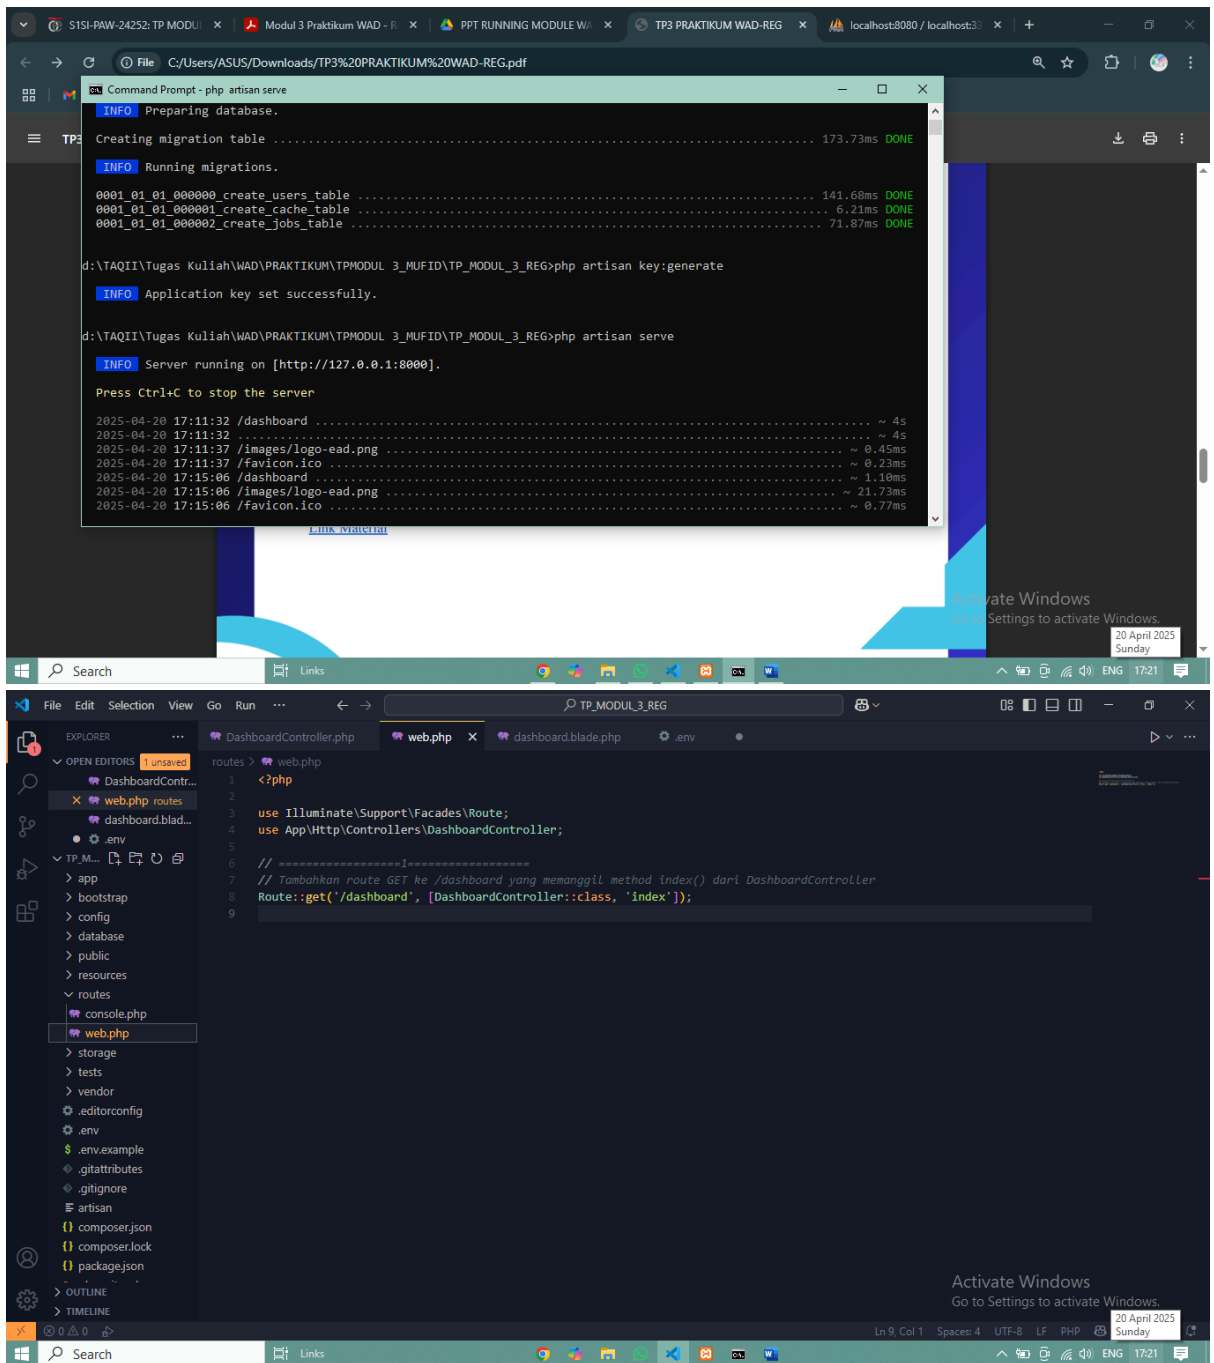 S1SI-PAW-24252: TP MODU
Modul 3 Praktikum WAD - R
PPT RUNNING MODULE WA
TP3 PRAKTIKUM WAD-REG
localhost:8080 / localhost:33
File C:/Users/ASUS/Downloads/TP3%20PRAKTIKUM%20WAD-REG.pdf
Command Prompt - php artisan serve
TP3
INFO Preparing database.
Creating migration table ............ 173.73ms DONE
INFO Running migrations.
0001_01_01_000000_create_users_table ............ 141.68ms DONE
0001_01_01_000001_create_cache_table ............ 6.21ms DONE
0001_01_01_000002_create_jobs_table ............ 71.87ms DONE
d:\TAQII\Tugas Kuliah\WAD\PRAKTIKUM\TPMODUL 3_MUFID\TP_MODUL_3_REG>php artisan key:generate
INFO Application key set successfully.
d:\TAQII\Tugas Kuliah\WAD\PRAKTIKUM\TPMODUL 3_MUFID\TP_MODUL_3_REG>php artisan serve
INFO Server running on [http://127.0.0.1:8000].
Press Ctrl+C to stop the server
2025-04-20 17:11:32 /dashboard ............ ~ 4s
2025-04-20 17:11:32 ............ ~ 4s
2025-04-20 17:11:37 /images/logo-ead.png ............ ~ 0.45ms
2025-04-20 17:11:37 /favicon.ico ............ ~ 0.23ms
2025-04-20 17:15:06 /dashboard ............ ~ 1.10ms
2025-04-20 17:15:06 /images/logo-ead.png ............ ~ 21.73ms
2025-04-20 17:15:06 /favicon.ico ............ ~ 0.77ms
Link Material
Activate Windows
Go to Settings to activate Windows.
20 April 2025
Sunday
Search
Links
ENG 17:21
File Edit Selection View Go Run ···
TP_MODUL_3_REG
EXPLORER
DashboardController.php
web.php
dashboard.blade.php
.env
OPEN EDITORS 1 unsaved
DashboardContr...
web.php routes
dashboard.blad...
.env
TP_M...
app
bootstrap
config
database
public
resources
routes
console.php
web.php
storage
tests
vendor
.editorconfig
.env
.env.example
.gitattributes
.gitignore
artisan
composer.json
composer.lock
package.json
OUTLINE
TIMELINE
routes > web.php
1 <?php
2
3 use Illuminate\Support\Facades\Route;
4 use App\Http\Controllers\DashboardController;
5
6 // ==================1==================
7 // Tambahkan route GET ke /dashboard yang memanggil method index() dari DashboardController
8 Route::get('/dashboard', [DashboardController::class, 'index']);
9
Activate Windows
Go to Settings to activate Windows.
20 April 2025
Sunday
0 0 0
Ln 9, Col 1 Spaces: 4 UTF-8 LF PHP
Search
Links
ENG 17:21